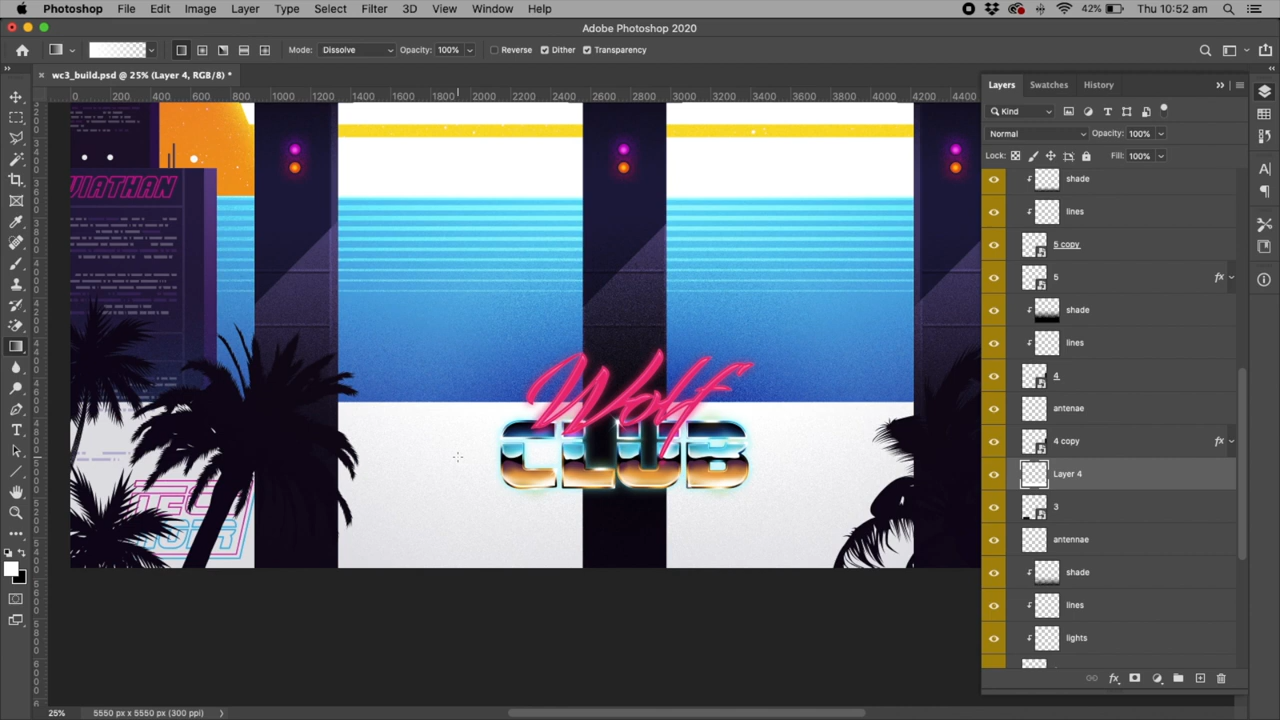 Photoshop File Edit Image Layer Type Select Filter 3D View Window Help 42% Thu 10:52 am
Adobe Photoshop 2020
Mode: Dissolve Opacity: 100% Reverse Dither Transparency
wc3_build.psd @ 25% (Layer 4, RGB/8) *
0 200 400 600 800 1000 1200 1400 1600 1800 2000 2200 2400 2600 2800 3000 3200 3400 3600 3800 4000 4200 4400
Layers Swatches History
Kind
Normal Opacity: 100%
Lock: Fill: 100%
shade
lines
5 copy
5 fx
shade
lines
4
antenae
4 copy fx
Layer 4
3
antennae
shade
lines
lights
VIATHAN
Wolf
CLUB
25% 5550 px x 5550 px (300 ppi)